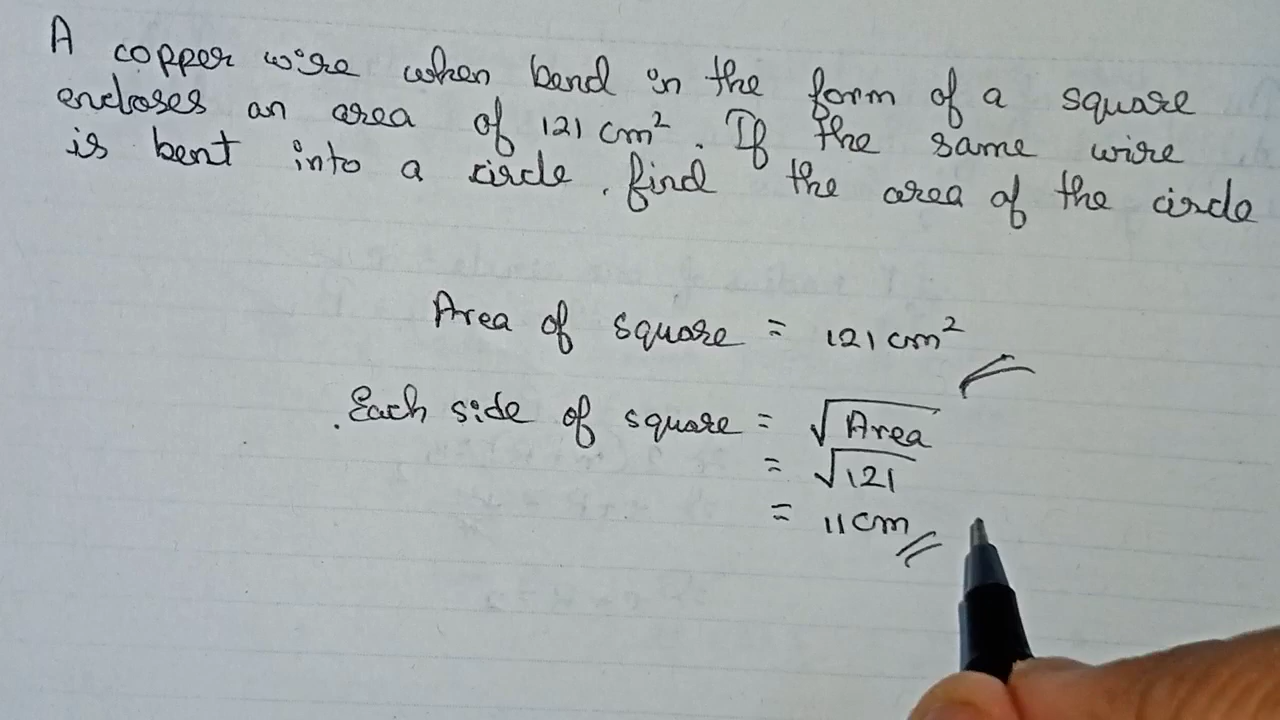 A copper wire when bend in the form of a square
encloses an area of 121 cm². If the same wire
is bent into a circle. find the area of the circle
Area of square = 121 cm²
Each side of square = √Area
= √121
= 11cm